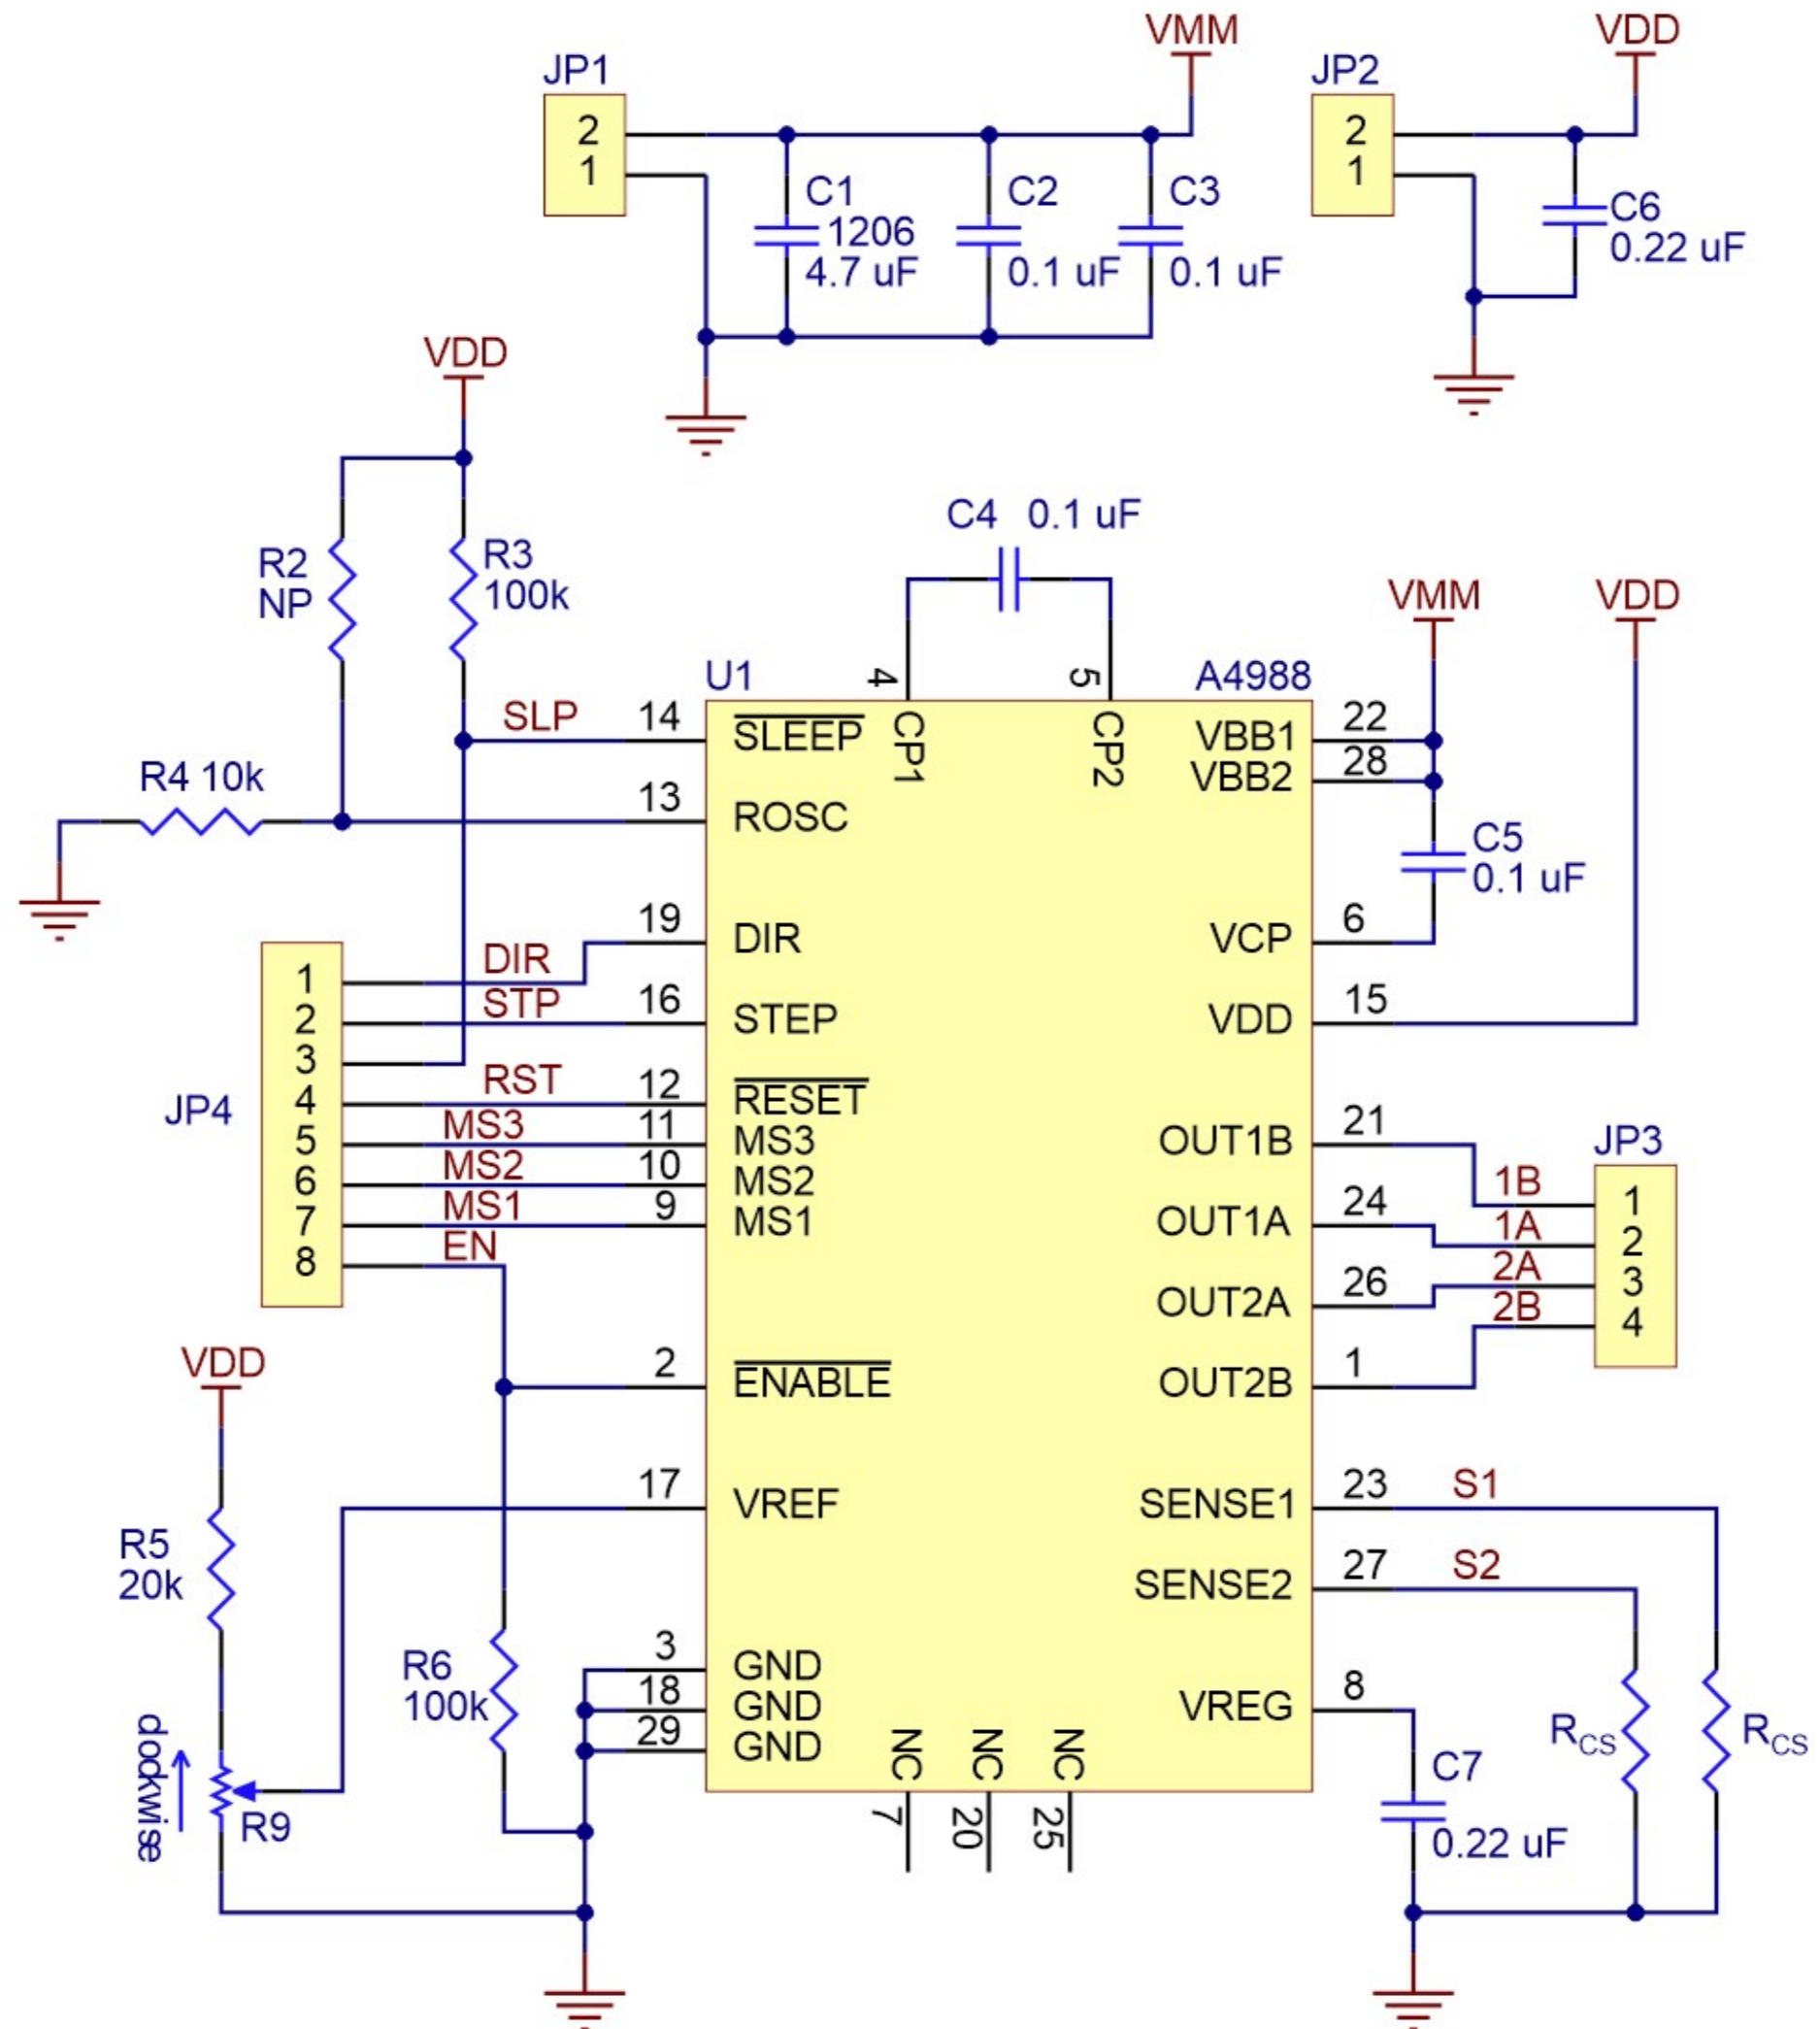 VMM
VDD
JP1
JP2
2
1
2
1
C1
1206
4.7 uF
C2
0.1 uF
C3
0.1 uF
C6
0.22 uF
VDD
C4 0.1 uF
R2
NP
R3
100k
VMM
VDD
U1
4
5
A4988
SLP
14
SLEEP
CP1
CP2
VBB1
22
VBB2
28
R4 10k
13
ROSC
C5
0.1 uF
19
DIR
VCP
6
1
DIR
2
STP
16
STEP
VDD
15
3
4
RST
12
RESET
JP4
5
MS3
11
MS3
OUT1B
21
JP3
6
MS2
10
MS2
7
MS1
9
MS1
OUT1A
24
8
EN
1B
1
1A
2
2A
3
2B
4
OUT2A
26
VDD
2
ENABLE
OUT2B
1
17
VREF
SENSE1
23
S1
R5
20k
SENSE2
27
S2
R6
100k
3
GND
18
GND
29
GND
VREG
8
RCS
RCS
clockwise
R9
NC
NC
NC
7
20
25
C7
0.22 uF